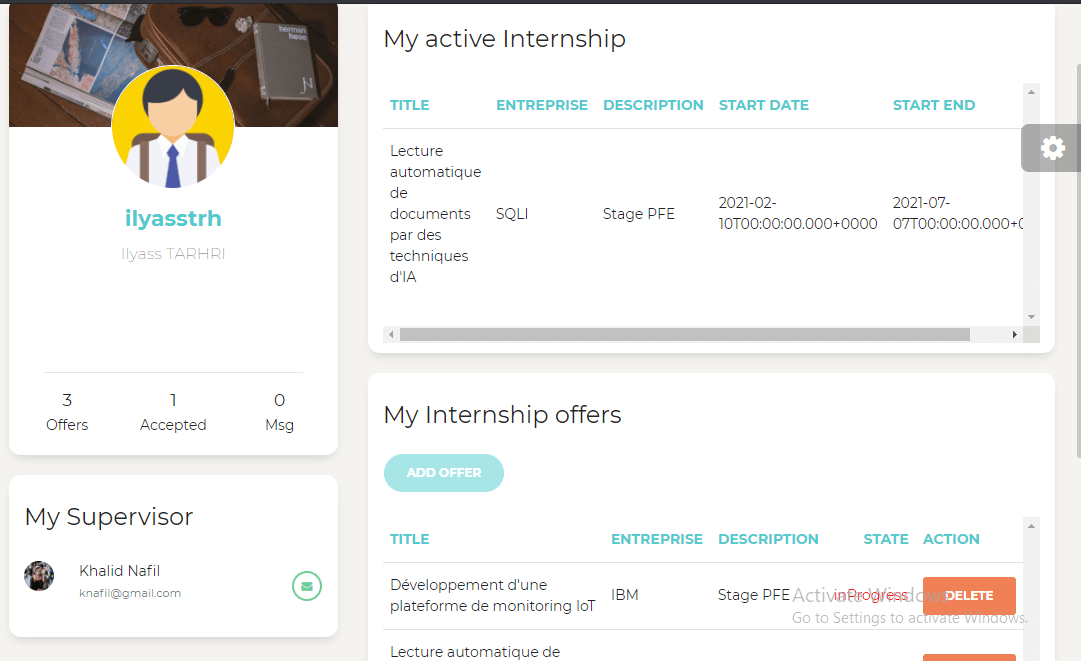 herman
hesse
ilyasstrh
Ilyass TARHRI
3
Offers
1
Accepted
0
Msg
My Supervisor
Khalid Nafil
knafil@gmail.com
My active Internship
TITLE ENTREPRISE DESCRIPTION START DATE START END
Lecture
automatique
de
documents
par des
techniques
d'IA
SQLI
Stage PFE
2021-02-
10T00:00:00.000+0000
2021-07-
07T00:00:00.000+0
My Internship offers
ADD OFFER
TITLE ENTREPRISE DESCRIPTION STATE ACTION
Développement d'une
plateforme de monitoring IoT
IBM
Stage PFE
inProgress
DELETE
Lecture automatique de
Activate Windows
Go to Settings to activate Windows.